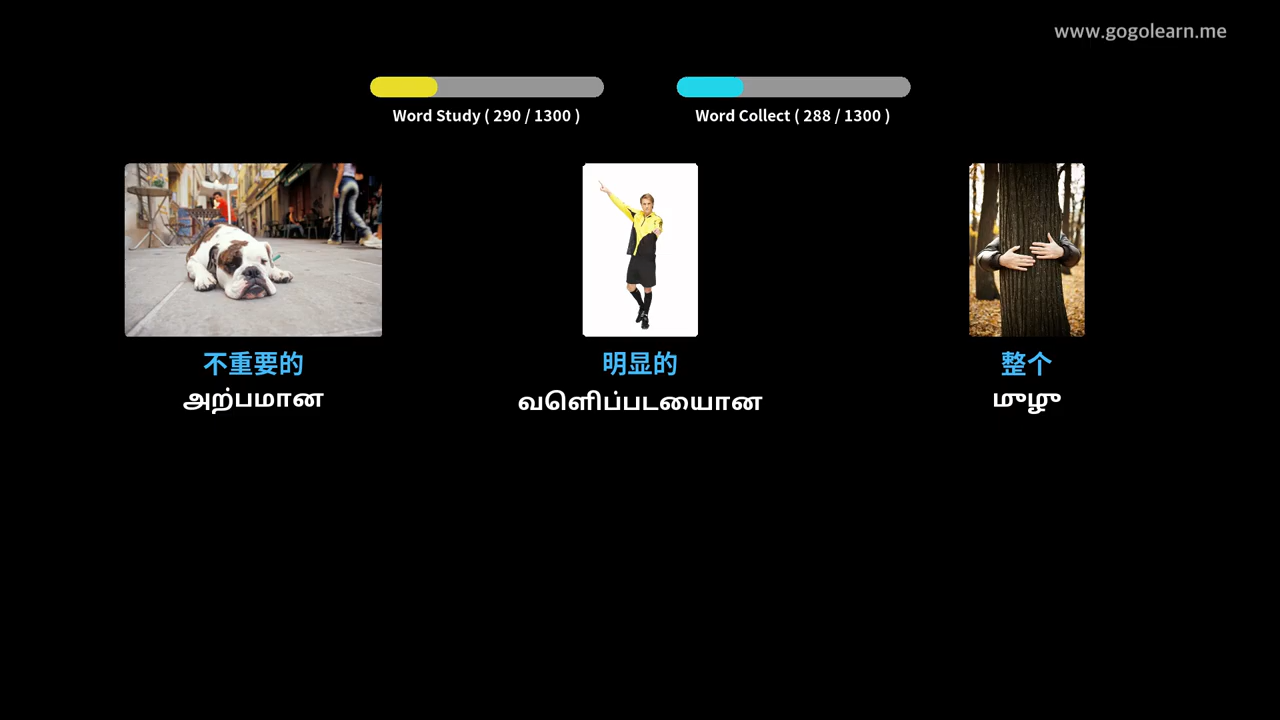 www.gogolearn.me
Word Study ( 290 / 1300 )
Word Collect ( 288 / 1300 )
不重要的
明显的
整个
அற்பமான
வெளிப்படையான
முழு